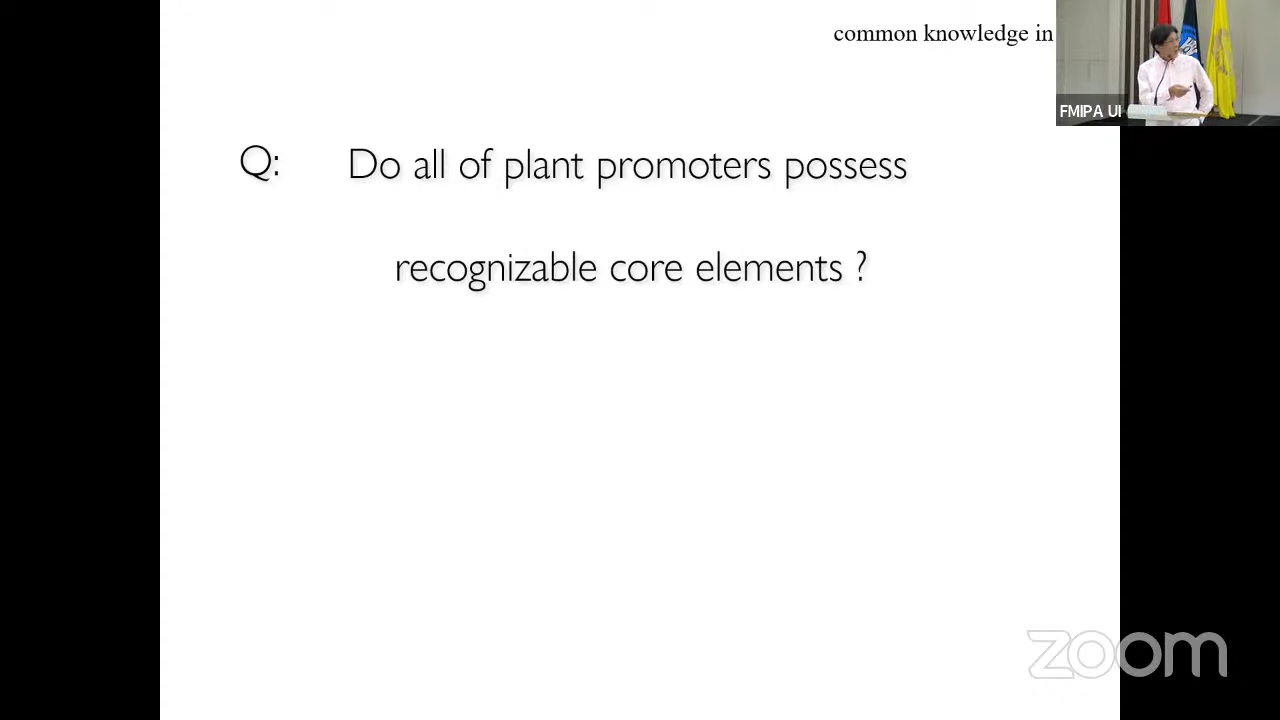 common knowledge in
FMIPA UI
Q: Do all of plant promoters possess
recognizable core elements ?
zoom